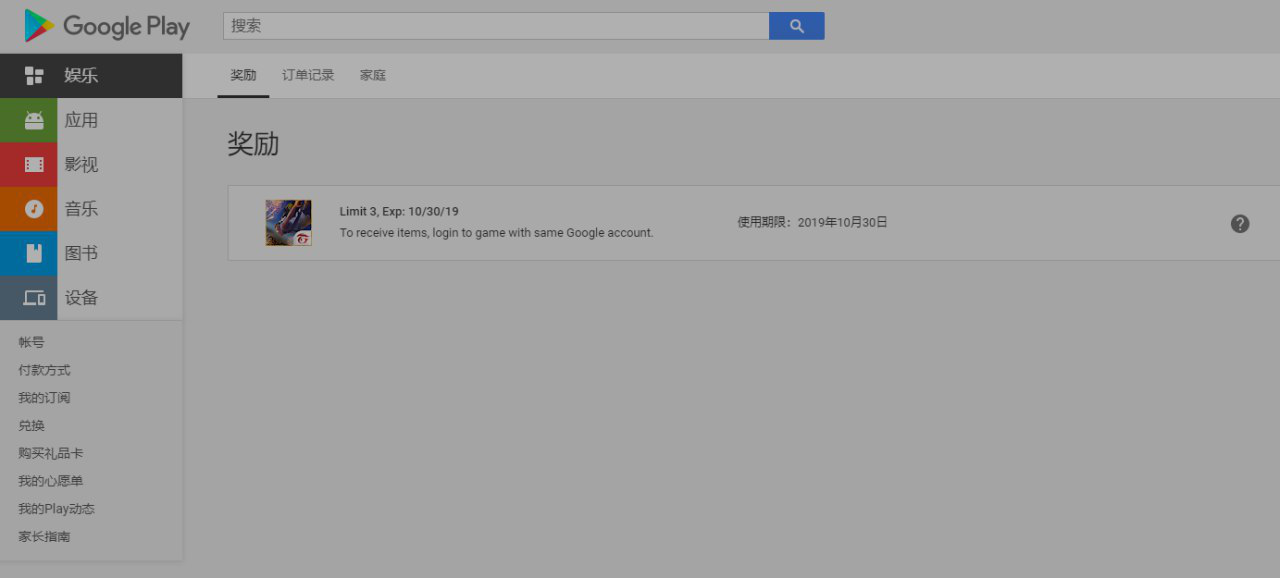 Google Play
搜索
娱乐
奖励 订单记录 家庭
应用
影视
音乐
图书
设备
奖励
Limit 3, Exp: 10/30/19
To receive items, login to game with same Google account.
使用期限：2019年10月30日
帐号
付款方式
我的订阅
兑换
购买礼品卡
我的心愿单
我的Play动态
家长指南